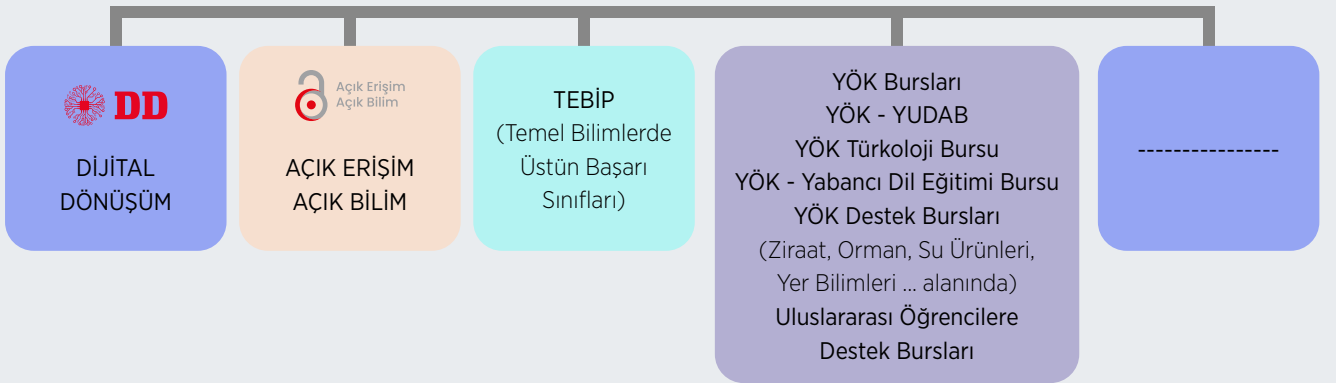 DD
DİJİTAL
DÖNÜŞÜM
Açık Erişim
Açık Bilim
AÇIK ERİŞİM
AÇIK BİLİM
TEBİP
(Temel Bilimlerde
Üstün Başarı
Sınıfları)
YÖK Bursları
YÖK - YUDAB
YÖK Türkoloji Bursu
YÖK - Yabancı Dil Eğitimi Bursu
YÖK Destek Bursları
(Ziraat, Orman, Su Ürünleri,
Yer Bilimleri ... alanında)
Uluslararası Öğrencilere
Destek Bursları
----------------